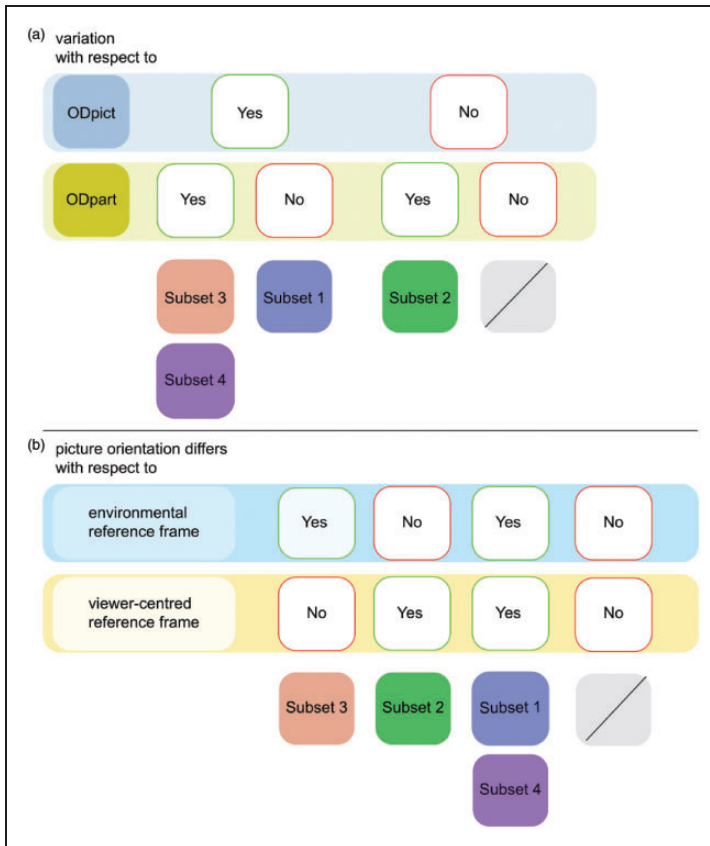 (a) variation
with respect to
ODpict Yes No
ODpart Yes No Yes No
Subset 3 Subset 1 Subset 2
Subset 4
(b) picture orientation differs
with respect to
environmental
reference frame
Yes No Yes No
viewer-centred
reference frame
No Yes Yes No
Subset 3 Subset 2 Subset 1
Subset 4